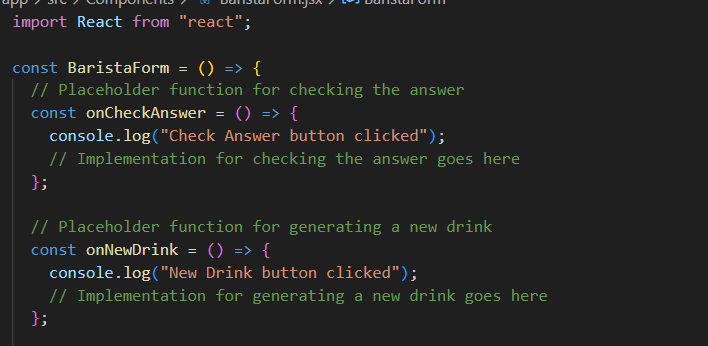 app > src > Components > BaristaForm.jsx > BaristaForm
import React from "react";
const BaristaForm = () => {
// Placeholder function for checking the answer
const onCheckAnswer = () => {
console.log("Check Answer button clicked");
// Implementation for checking the answer goes here
};
// Placeholder function for generating a new drink
const onNewDrink = () => {
console.log("New Drink button clicked");
// Implementation for generating a new drink goes here
};